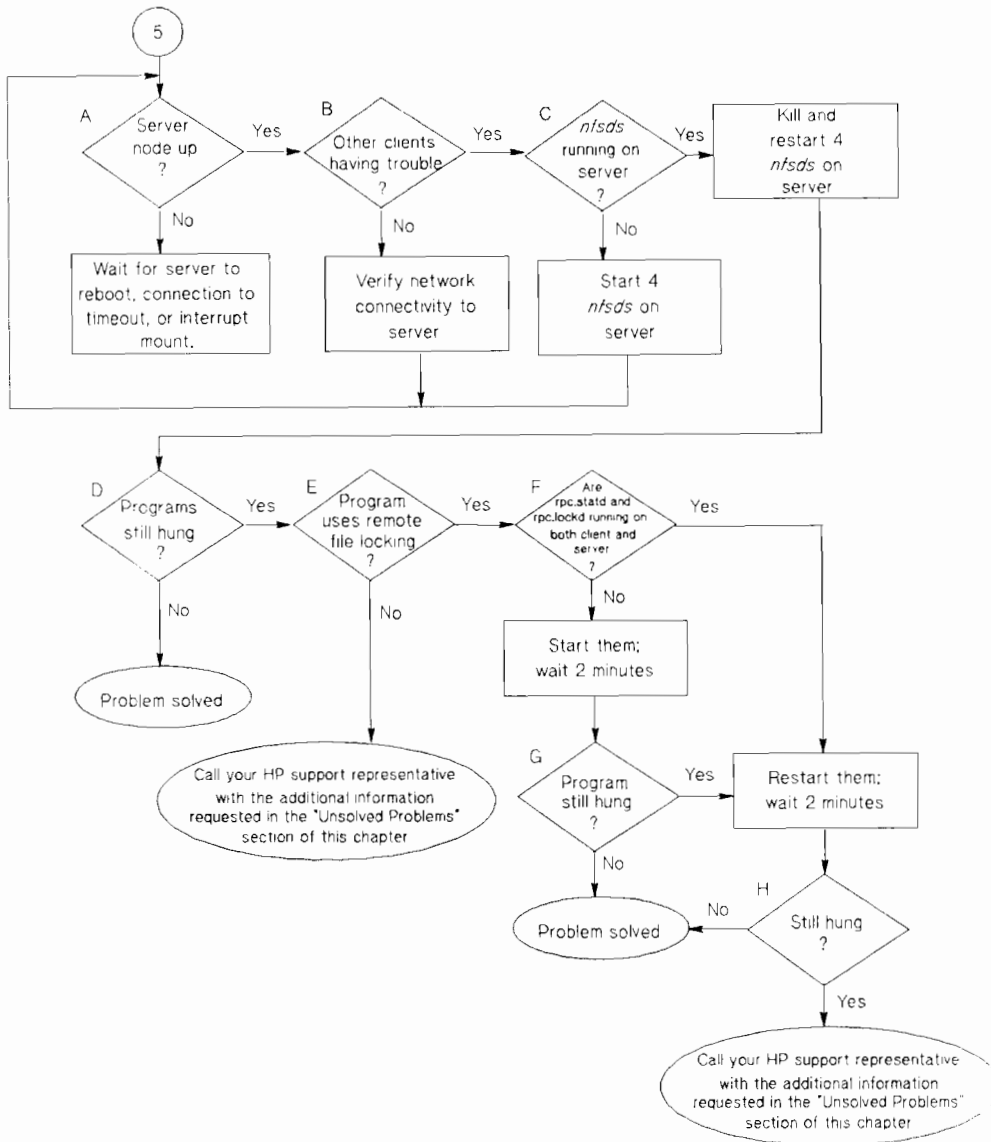 5
A
Server
node up
?
Yes
No
B
Other clients
having trouble
?
Yes
No
C
nfsds
running on
server
?
Yes
No
Kill and
restart 4
nfsds on
server
Wait for server to
reboot, connection to
timeout, or interrupt
mount.
Verify network
connectivity to
server
Start 4
nfsds on
server
D
Programs
still hung
?
Yes
No
E
Program
uses remote
file locking
?
Yes
No
F
Are
rpc.statd and
rpc.lockd running on
both client and
server
?
Yes
No
Problem solved
Start them;
wait 2 minutes
Call your HP support representative
with the additional information
requested in the "Unsolved Problems"
section of this chapter
G
Program
still hung
?
Yes
No
Restart them;
wait 2 minutes
H
Still hung
?
No
Yes
Problem solved
Call your HP support representative
with the additional information
requested in the "Unsolved Problems"
section of this chapter